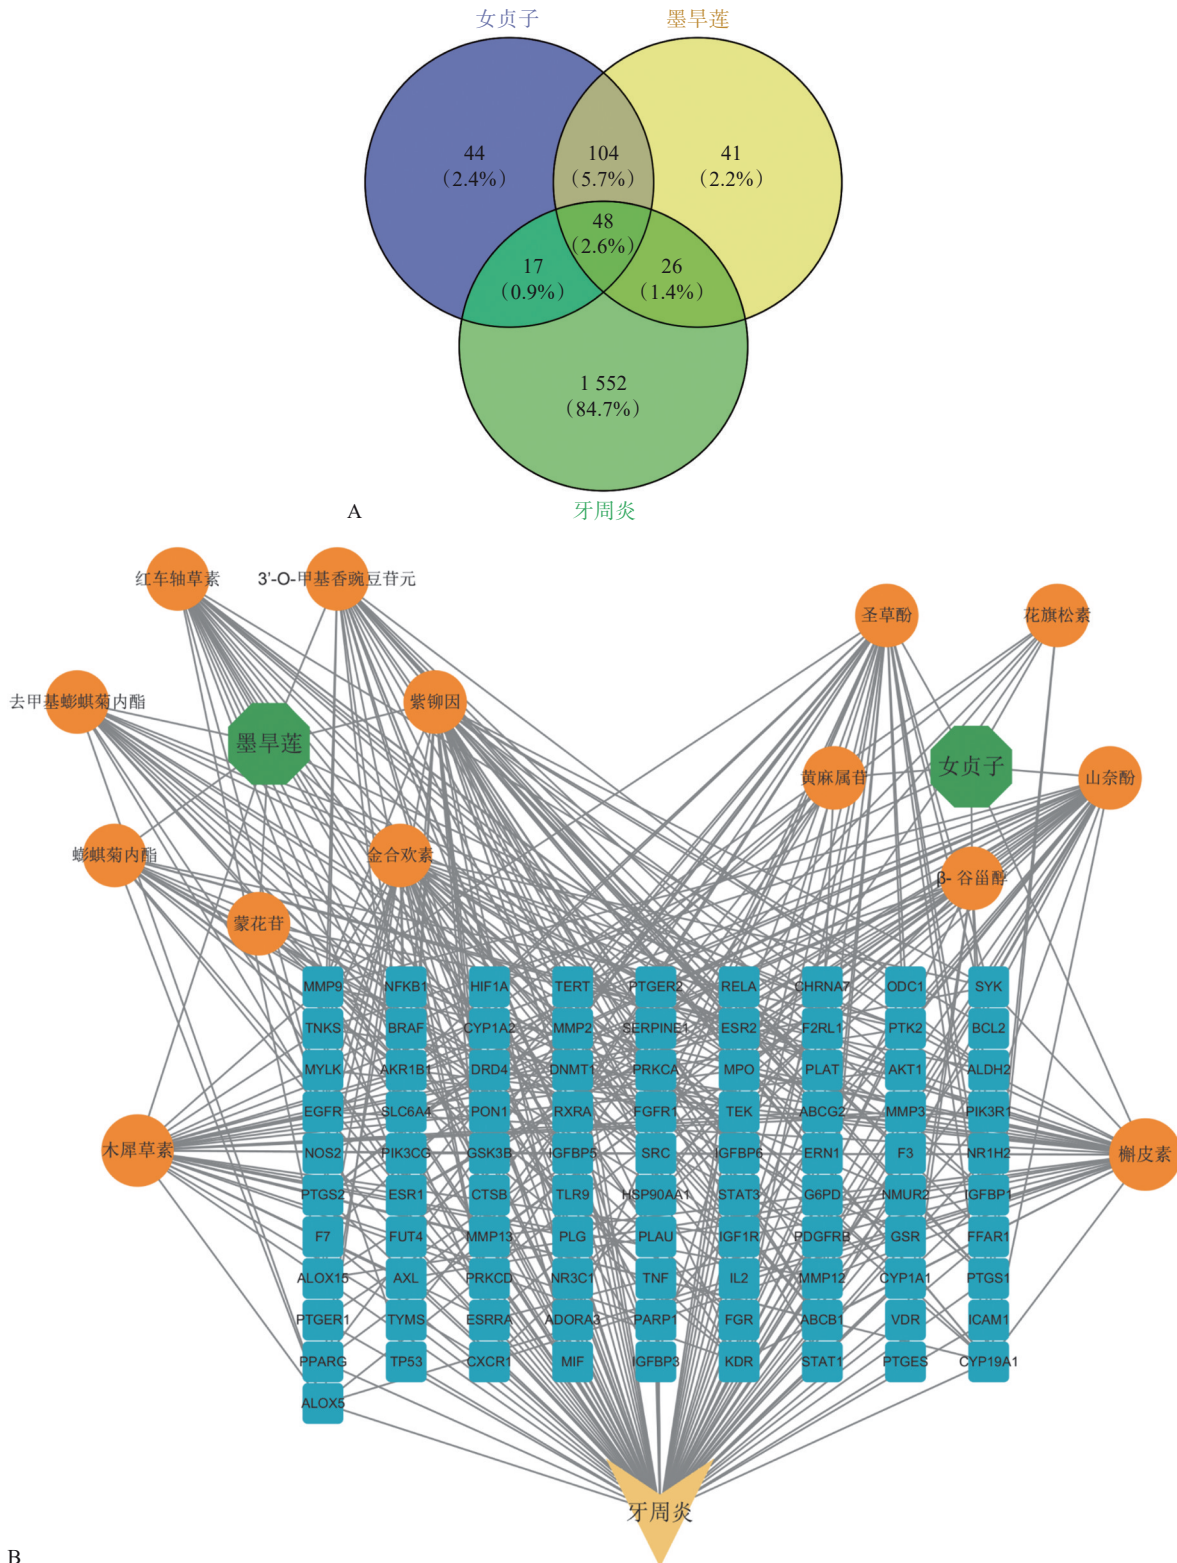 女贞子 墨旱莲
44 104 41
（2.4%） （5.7%） （2.2%）
48
（2.6%）
17 26
（0.9%） （1.4%）
1 552
（84.7%）
A 牙周炎
红车轴草素 3'-O-甲基香豌豆苷元
圣草酚 花旗松素
去甲基蟛蜞菊内酯 紫铆因
墨旱莲
黄麻属苷 女贞子 山奈酚
蟛蜞菊内酯 金合欢素
β- 谷甾醇
蒙花苷
MMP9 NFKB1 HIF1A TERT PTGER2 RELA CHRNA7 ODC1 SYK
TNKS BRAF CYP1A2 MMP2 SERPINE1 ESR2 F2RL1 PTK2 BCL2
MYLK AKR1B1 DRD4 DNMT1 PRKCA MPO PLAT AKT1 ALDH2
EGFR SLC6A4 PON1 RXRA FGFR1 TEK ABCG2 MMP3 PIK3R1
木犀草素 槲皮素
NOS2 PIK3CG GSK3B IGFBP5 SRC IGFBP6 ERN1 F3 NR1H2
PTGS2 ESR1 CTSB TLR9 HSP90AA1 STAT3 G6PD NMUR2 IGFBP1
F7 FUT4 MMP13 PLG PLAU IGF1R PDGFRB GSR FFAR1
ALOX15 AXL PRKCD NR3C1 TNF IL2 MMP12 CYP1A1 PTGS1
PTGER1 TYMS ESRRA ADORA3 PARP1 FGR ABCB1 VDR ICAM1
PPARG TP53 CXCR1 MIF IGFBP3 KDR STAT1 PTGES CYP19A1
ALOX5
牙周炎
B